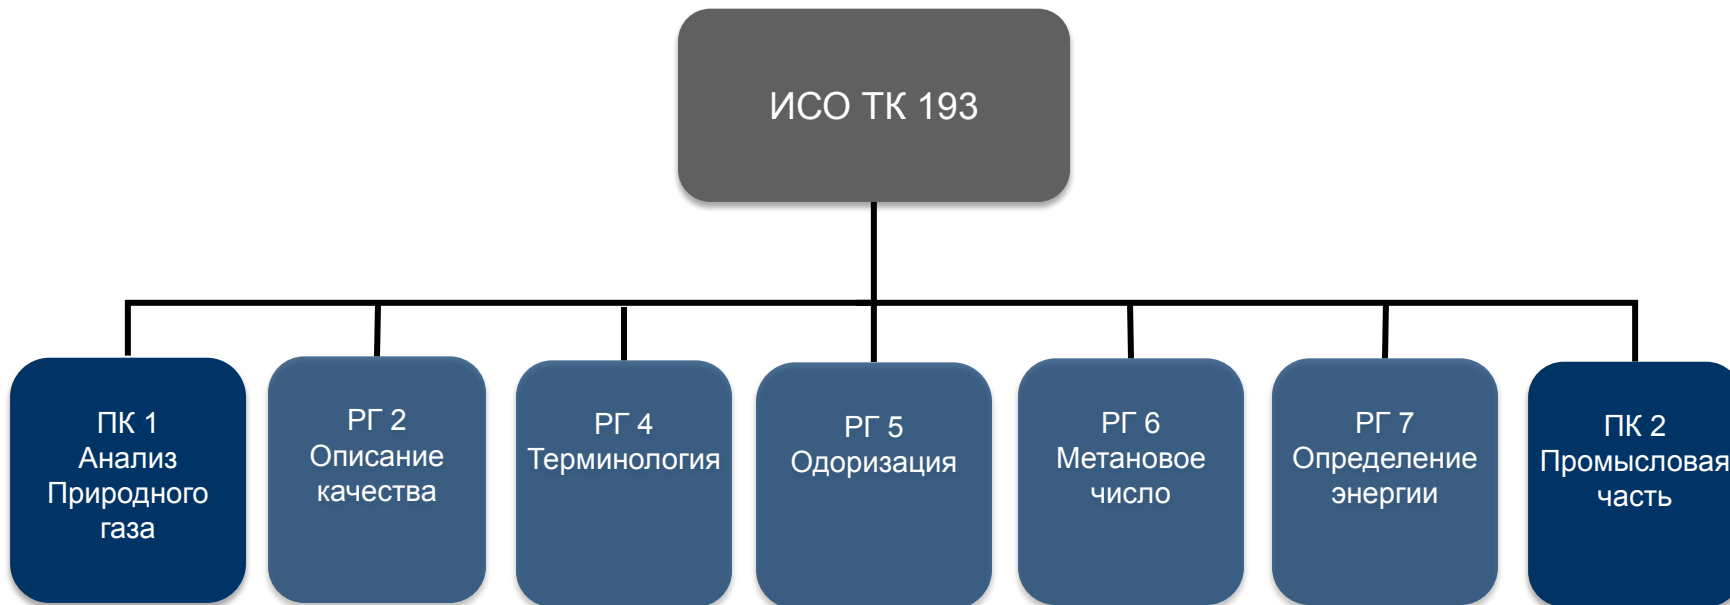 ИСО ТК 193
ПК 1
Анализ
Природного
газа
РГ 2
Описание
качества
РГ 4
Терминология
РГ 5
Одоризация
РГ 6
Метановое
число
РГ 7
Определение
энергии
ПК 2
Промысловая
часть